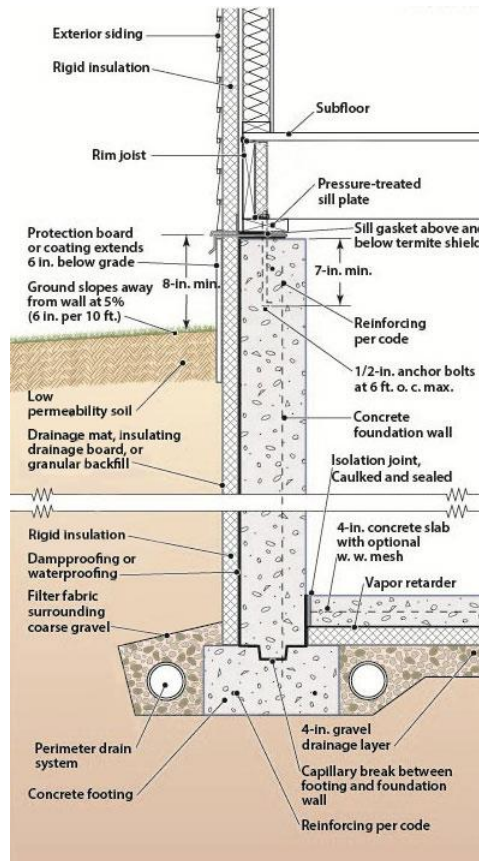 Exterior siding
Rigid insulation
Subfloor
Rim joist
Pressure-treated
sill plate
Protection board
or coating extends
6 in. below grade
8-in. min.
Sill gasket above and
below termite shield
7-in. min.
Ground slopes away
from wall at 5%
(6 in. per 10 ft.)
Reinforcing
per code
1/2-in. anchor bolts
at 6 ft. o. c. max.
Low
permeability soil
Concrete
foundation wall
Drainage mat, insulating
drainage board, or
granular backfill
Isolation joint,
Caulked and sealed
Rigid insulation
4-in. concrete slab
with optional
w. w. mesh
Dampproofing or
waterproofing
Vapor retarder
Filter fabric
surrounding
coarse gravel
Perimeter drain
system
4-in. gravel
drainage layer
Concrete footing
Capillary break between
footing and foundation
wall
Reinforcing per code